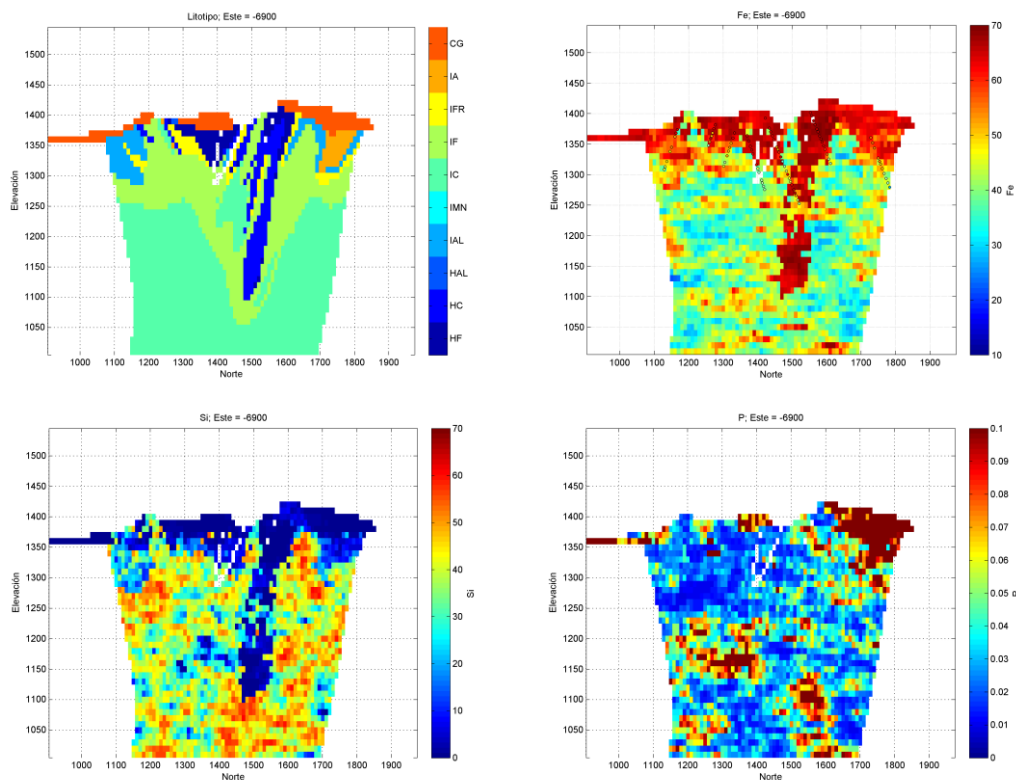 Litotipo; Este = -6900
Elevación
1500
1450
1400
1350
1300
1250
1200
1150
1100
1050
1000 1100 1200 1300 1400 1500 1600 1700 1800 1900
Norte
CG
IA
IFR
IF
IC
IMN
IAL
HAL
HC
HF
Fe; Este = -6900
Elevación
1500
1450
1400
1350
1300
1250
1200
1150
1100
1050
1000 1100 1200 1300 1400 1500 1600 1700 1800 1900
Norte
70
60
50
40
30
20
10
Fe
Si; Este = -6900
Elevación
1500
1450
1400
1350
1300
1250
1200
1150
1100
1050
1000 1100 1200 1300 1400 1500 1600 1700 1800 1900
Norte
70
60
50
40
30
20
10
0
Si
P; Este = -6900
Elevación
1500
1450
1400
1350
1300
1250
1200
1150
1100
1050
1000 1100 1200 1300 1400 1500 1600 1700 1800 1900
Norte
0.1
0.09
0.08
0.07
0.06
0.05
0.04
0.03
0.02
0.01
0
P